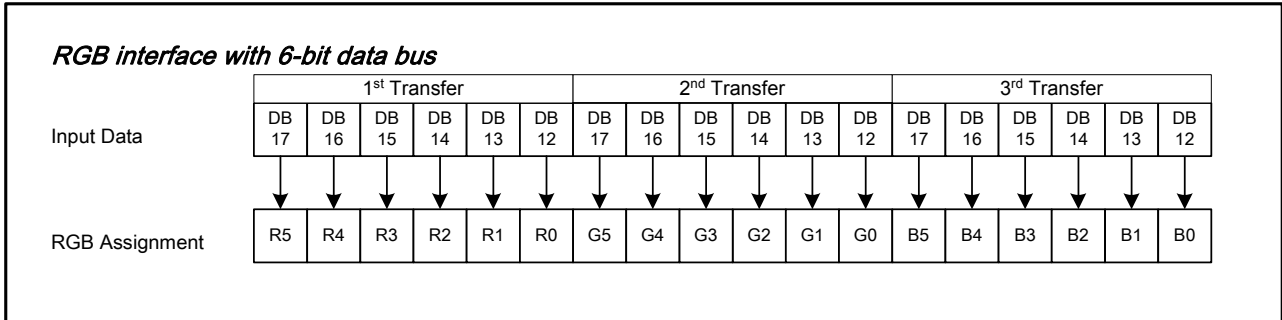 RGB interface with 6-bit data bus
1st Transfer 2nd Transfer 3rd Transfer
Input Data DB 17 DB 16 DB 15 DB 14 DB 13 DB 12 DB 17 DB 16 DB 15 DB 14 DB 13 DB 12 DB 17 DB 16 DB 15 DB 14 DB 13 DB 12
RGB Assignment R5 R4 R3 R2 R1 R0 G5 G4 G3 G2 G1 G0 B5 B4 B3 B2 B1 B0